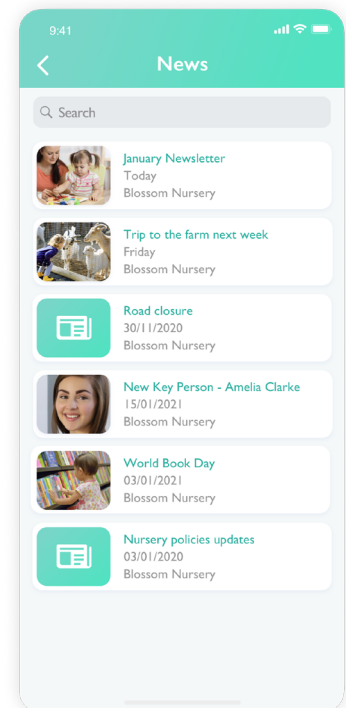 9:41
News
Search
January Newsletter
Today
Blossom Nursery
Trip to the farm next week
Friday
Blossom Nursery
Road closure
30/11/2020
Blossom Nursery
New Key Person - Amelia Clarke
15/01/2021
Blossom Nursery
World Book Day
03/01/2021
Blossom Nursery
Nursery policies updates
03/01/2020
Blossom Nursery